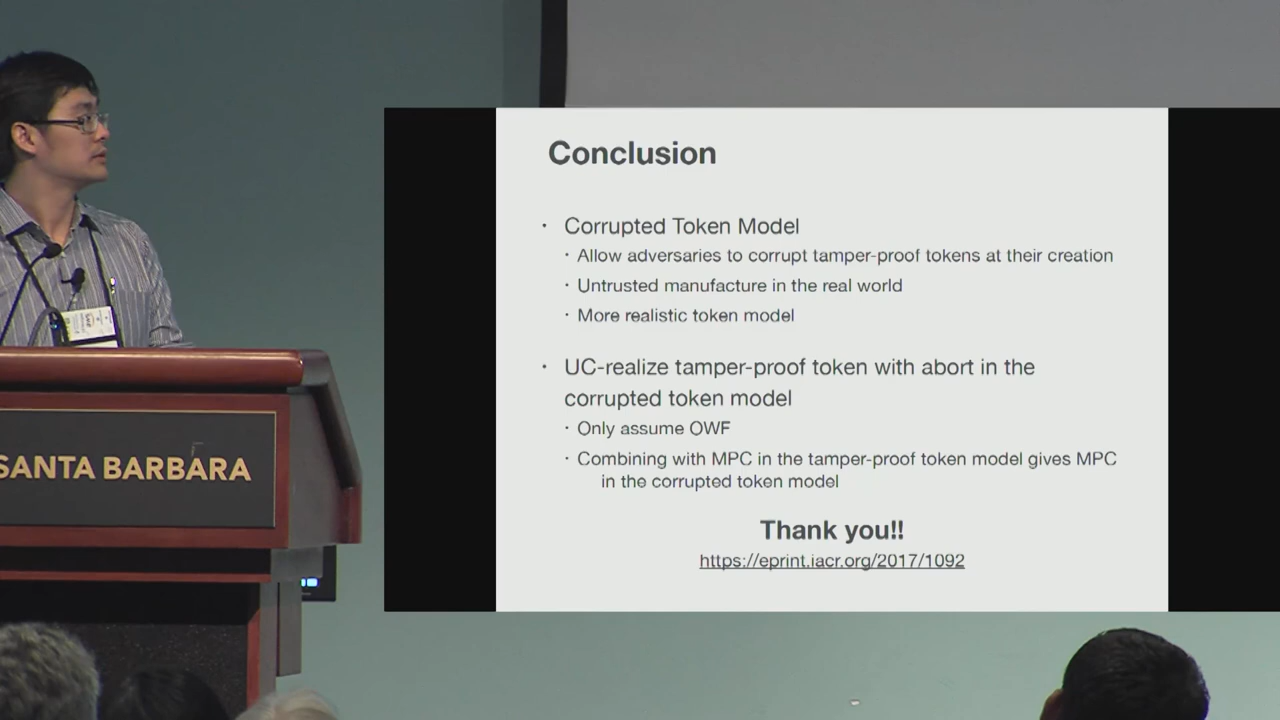 Conclusion
· Corrupted Token Model
· Allow adversaries to corrupt tamper-proof tokens at their creation
· Untrusted manufacture in the real world
· More realistic token model
· UC-realize tamper-proof token with abort in the
corrupted token model
· Only assume OWF
· Combining with MPC in the tamper-proof token model gives MPC
in the corrupted token model
Thank you!!
https://eprint.iacr.org/2017/1092
SANTA BARBARA